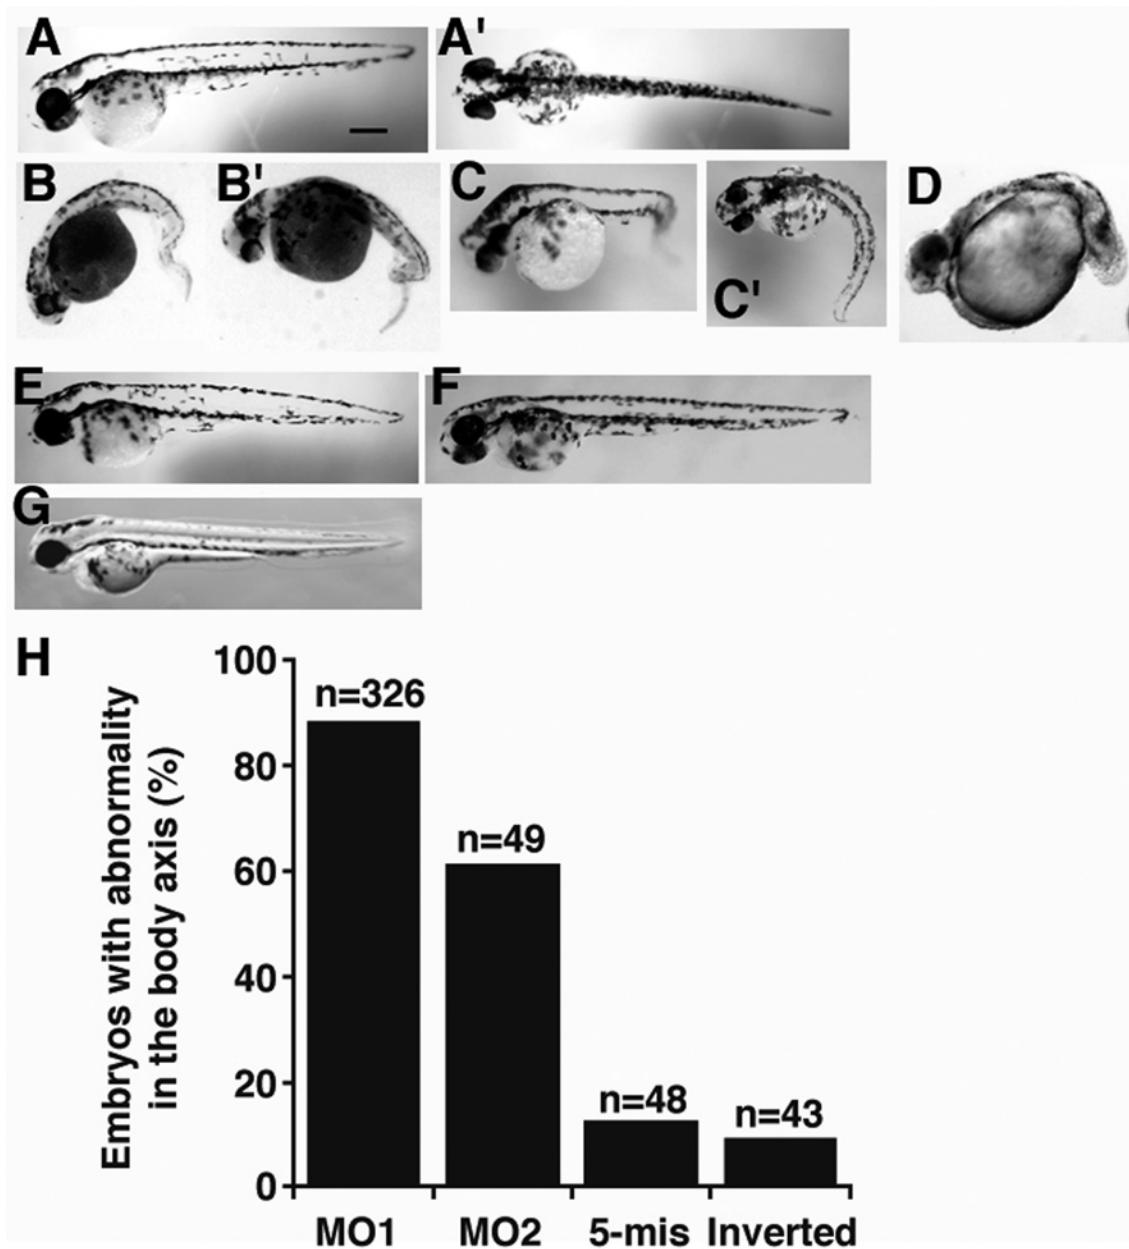 A
A'
B
B'
C
C'
D
E
F
G
H
Embryos with abnormality
in the body axis (%)
100
80
60
40
20
0
n=326
n=49
n=48
n=43
MO1
MO2
5-mis
Inverted